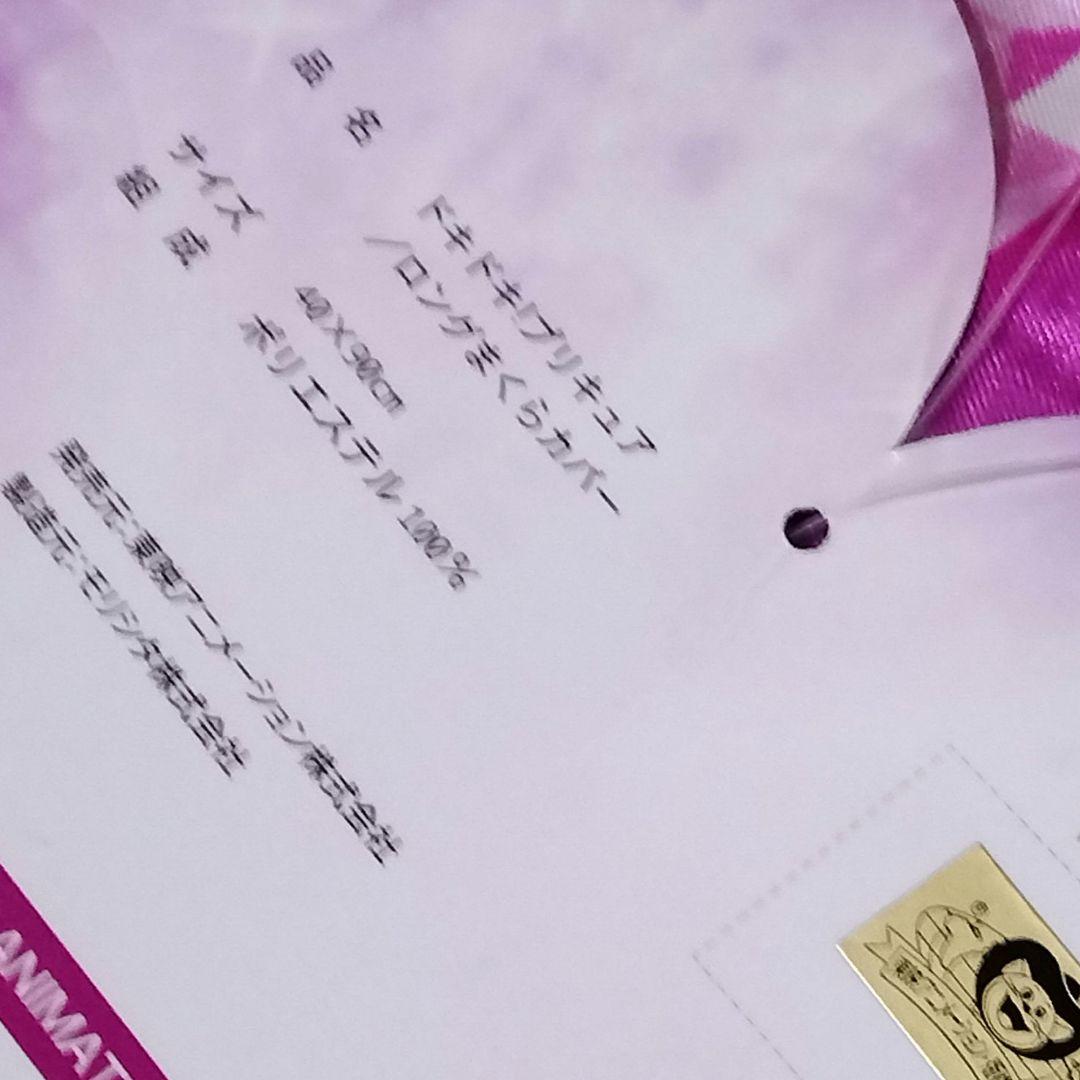 品 名 ドキドキ!プリキュア
/ロングまくらカバー
サイズ 40×90cm
組 成 ポリエステル 100%
発売元:東映アニメーション株式会社
製造元:モリシタ株式会社
ANIMAT